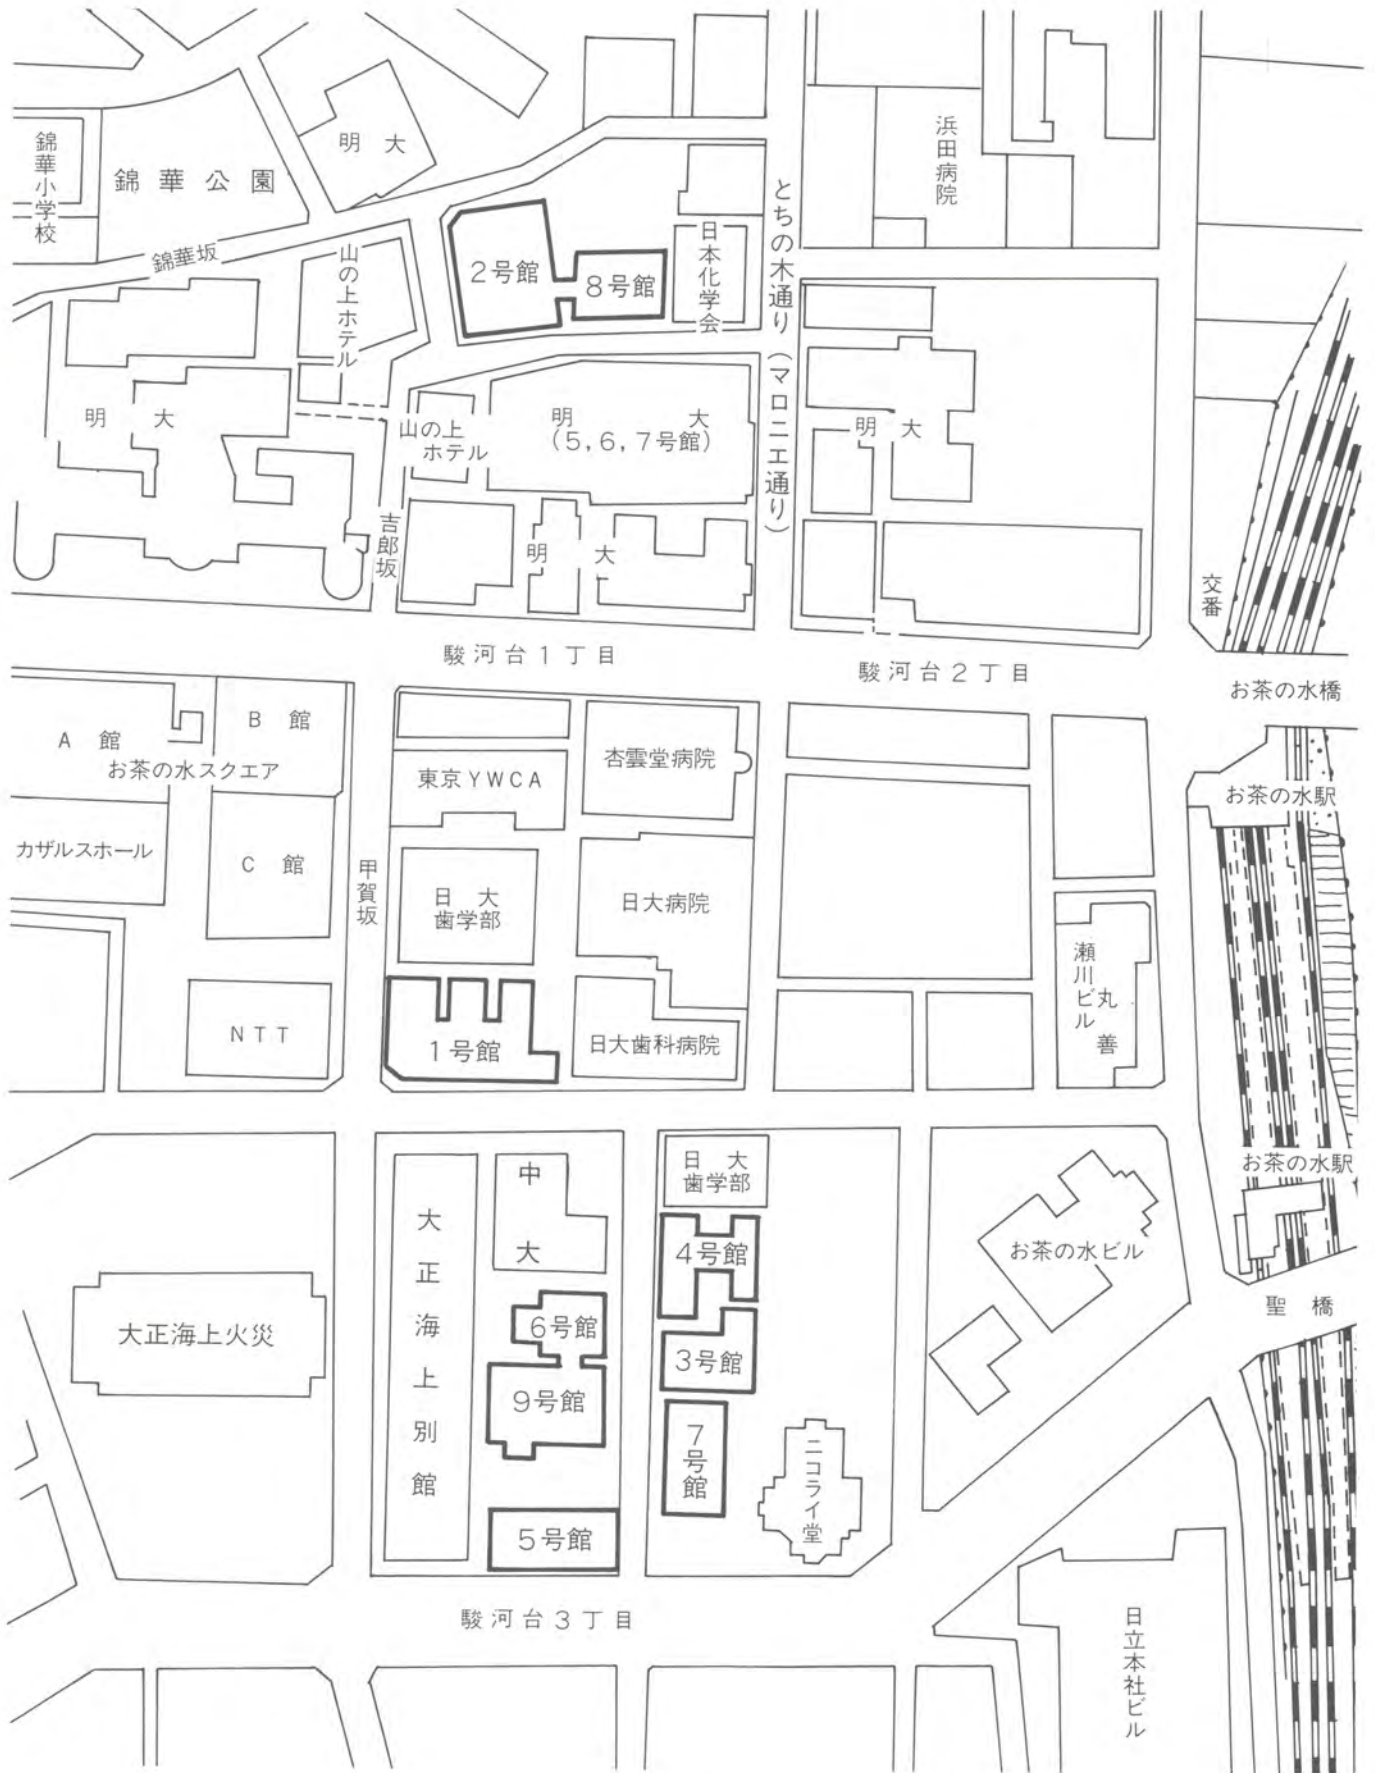 錦華小学校
錦華公園
明大
浜田病院
とちの木通り(マロニエ通り)
錦華坂
山の上ホテル
2号館
8号館
日本化学会
明大
山の上
ホテル
明大
(5,6,7号館)
明大
吉郎坂
明大
交番
駿河台1丁目
駿河台2丁目
お茶の水橋
A館
B館
お茶の水スクエア
東京YWCA
杏雲堂病院
お茶の水駅
カザルスホール
C館
甲賀坂
日大
歯学部
日大病院
瀬川ビル
丸善
NTT
1号館
日大歯科病院
お茶の水駅
中大
日大
歯学部
大正海上別館
4号館
お茶の水ビル
聖橋
大正海上火災
6号館
3号館
9号館
7号館
ニコライ堂
5号館
駿河台3丁目
日立本社ビル